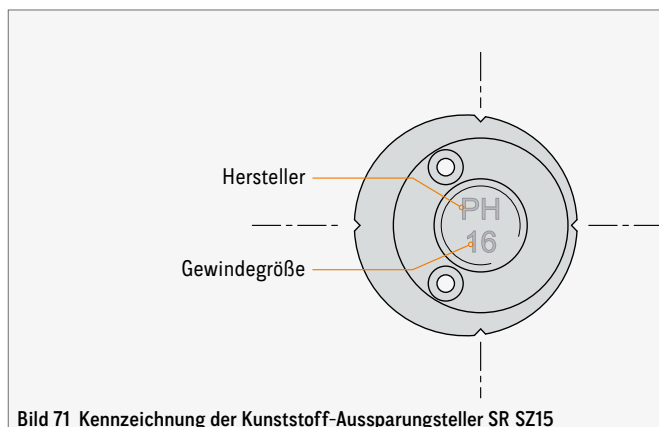 Hersteller
PH
16
Gewindegröße
Bild 71 Kennzeichnung der Kunststoff-Aussparungsteller SR SZ15